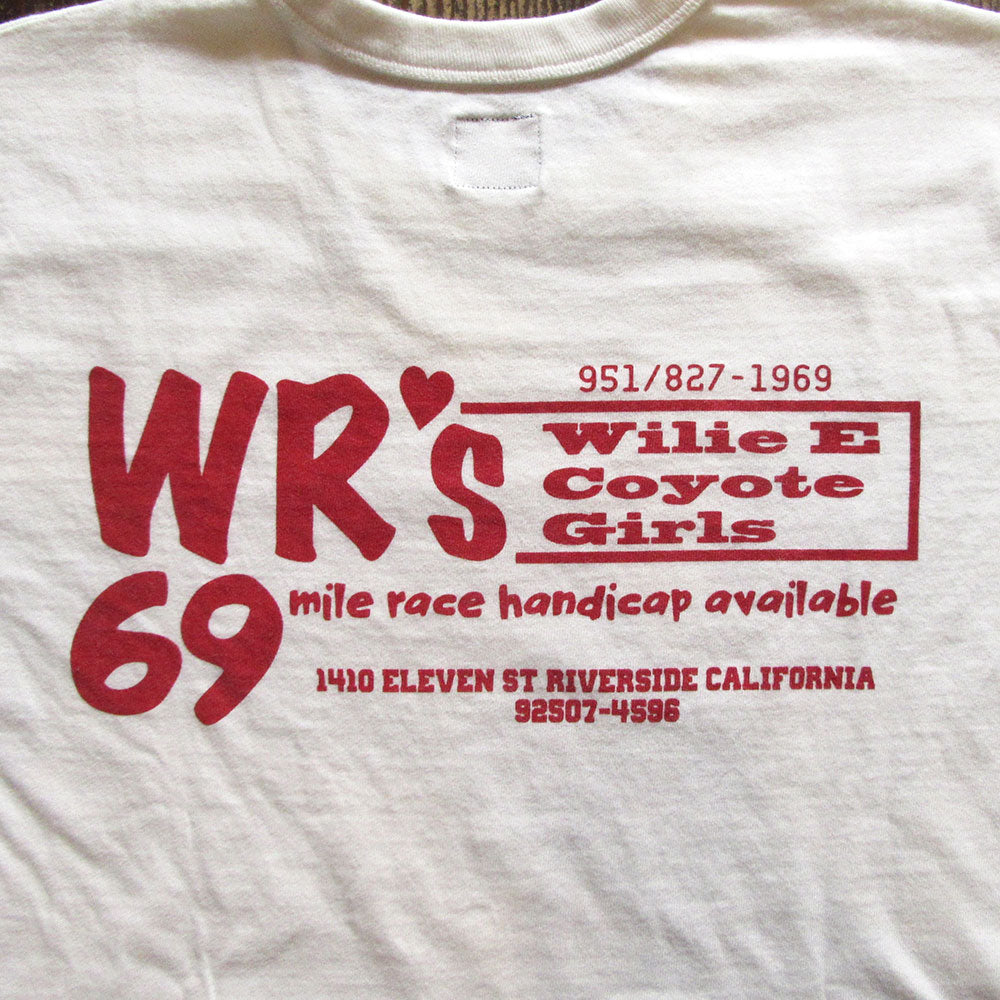 951/827-1969
WR's
Wilie E
Coyote
Girls
69 mile race handicap available
1410 ELEVEN ST RIVERSIDE CALIFORNIA
92507-4596